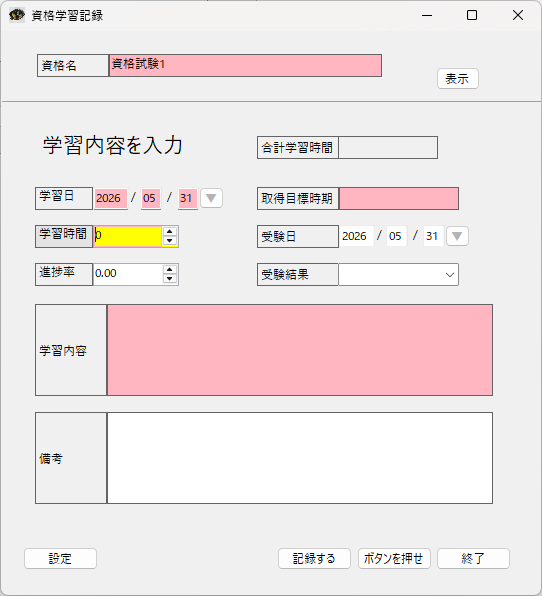 資格学習記録
資格名 資格試験1
表示
学習内容を入力
合計学習時間
学習日 2026 / 05 / 31
取得目標時期
学習時間 0
受験日 2026 / 05 / 31
進捗率 0.00
受験結果
学習内容
備考
設定 記録する ボタンを押せ 終了